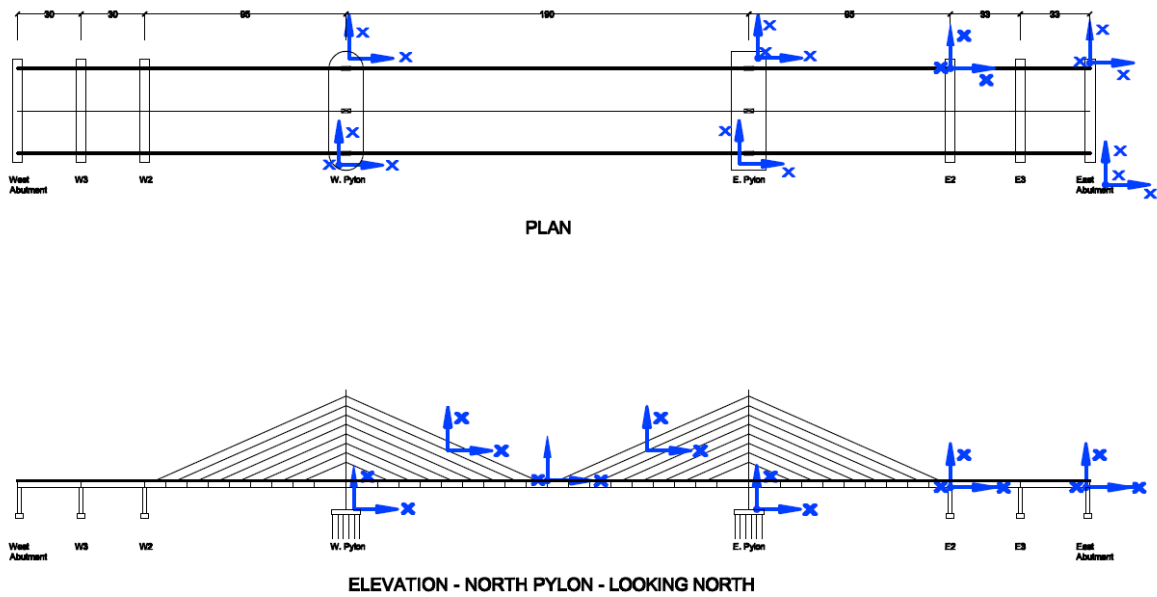 30 30 95 190 95 33 33
x x x x x x x x x x
x x x x x x x x x
x x x
West Abutment W3 W2 W. Pylon E. Pylon E2 E3 East Abutment
PLAN
x x x x
x x x x x x
x x x x x x
West Abutment W3 W2 W. Pylon E. Pylon E2 E3 East Abutment
ELEVATION - NORTH PYLON - LOOKING NORTH